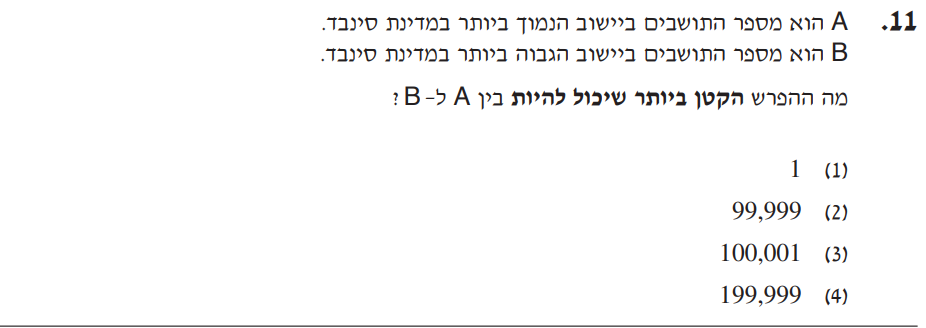 11. A הוא מספר התושבים ביישוב הנמוך ביותר במדינת סינבד.
B הוא מספר התושבים ביישוב הגבוה ביותר במדינת סינבד.
מה ההפרש הקטן ביותר שיכול להיות בין A ל- B ?
(1) 1
(2) 99,999
(3) 100,001
(4) 199,999